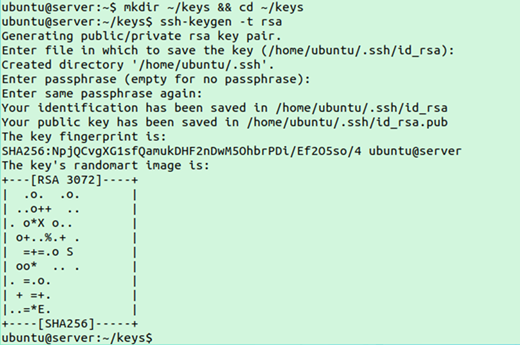 ubuntu@server:~$ mkdir ~/keys && cd ~/keys
ubuntu@server:~/keys$ ssh-keygen -t rsa
Generating public/private rsa key pair.
Enter file in which to save the key (/home/ubuntu/.ssh/id_rsa):
Created directory '/home/ubuntu/.ssh'.
Enter passphrase (empty for no passphrase):
Enter same passphrase again:
Your identification has been saved in /home/ubuntu/.ssh/id_rsa
Your public key has been saved in /home/ubuntu/.ssh/id_rsa.pub
The key fingerprint is:
SHA256:NpjQCvgXG1sfQamukDHF2nDwM5OhbrPDi/Ef2O5so/4 ubuntu@server
The key's randomart image is:
+---[RSA 3072]----+
|  .o.  .o.       |
| ..o++  ..       |
|. o*X o..        |
| o+..%.+ .       |
|  =+=.o S        |
| oo*  .. .       |
|. =.o.           |
| + =+.           |
|..=*E.           |
+----[SHA256]-----+
ubuntu@server:~/keys$